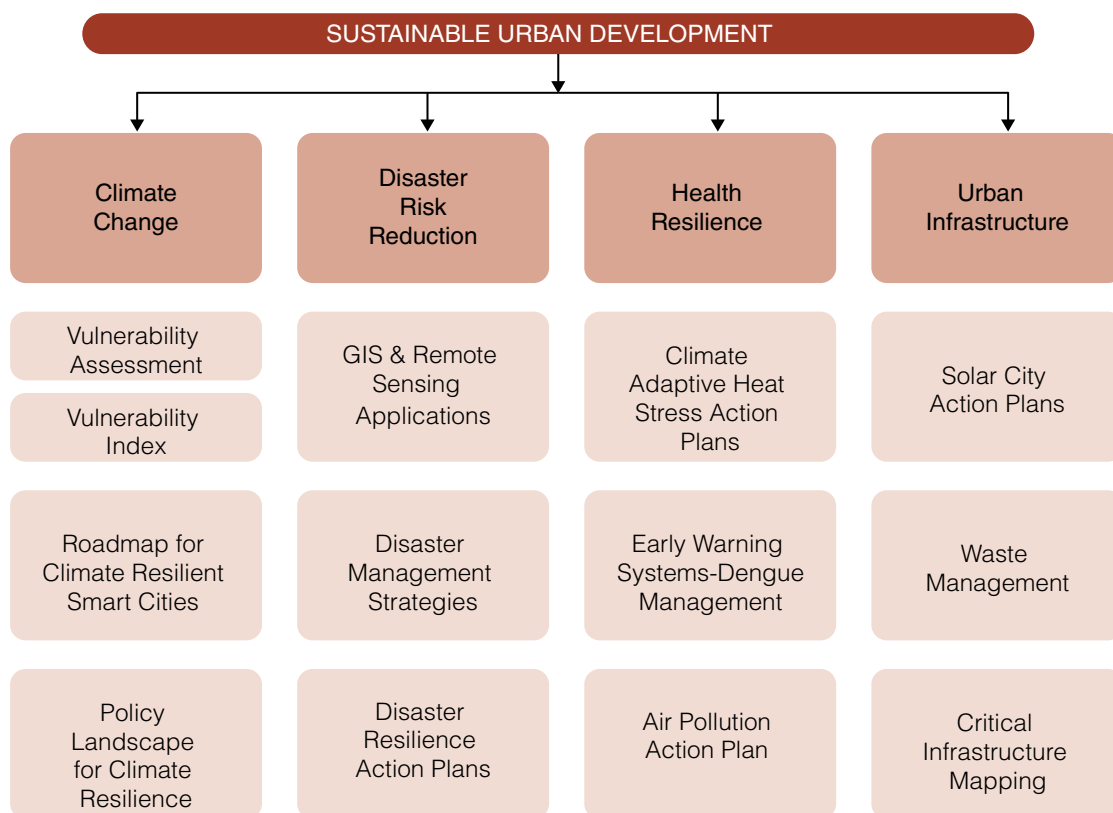 SUSTAINABLE URBAN DEVELOPMENT
Climate
Change
Disaster
Risk
Reduction
Health
Resilience
Urban
Infrastructure
Vulnerability
Assessment
Vulnerability
Index
GIS & Remote
Sensing
Applications
Climate
Adaptive Heat
Stress Action
Plans
Solar City
Action Plans
Roadmap for
Climate Resilient
Smart Cities
Disaster
Management
Strategies
Early Warning
Systems-Dengue
Management
Waste
Management
Policy
Landscape
for Climate
Resilience
Disaster
Resilience
Action Plans
Air Pollution
Action Plan
Critical
Infrastructure
Mapping